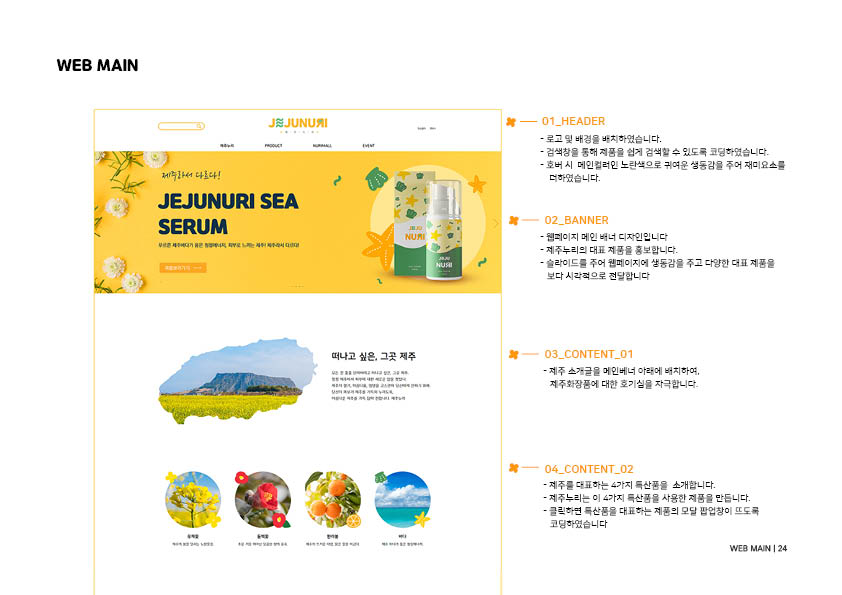 WEB MAIN
JEJUNURI
Login
제주누리 PRODUCT NURIMALL EVENT
제주라서 다르다!
JEJUNURI SEA
SERUM
푸르른 제주바다가 품은 청정에너지, 피부로 느끼는 제주! 제주라서 다르다!
제품보러가기
JEJU
NURI
JEJU
NURI
떠나고 싶은, 그곳 제주
유채꽃 동백꽃 한라봉 바다
01_HEADER
- 로고 및 배경을 배치하였습니다.
- 검색창을 통해 제품을 쉽게 검색할 수 있도록 코딩하였습니다.
- 호버 시 메인컬러인 노란색으로 귀여운 생동감을 주어 재미요소를
더하였습니다.
02_BANNER
- 웹페이지 메인 배너 디자인입니다
- 제주누리의 대표 제품을 홍보합니다.
- 슬라이드를 주어 웹페이지에 생동감을 주고 다양한 대표 제품을
보다 시각적으로 전달합니다
03_CONTENT_01
- 제주 소개글을 메인베너 아래에 배치하여,
제주화장품에 대한 호기심을 자극합니다.
04_CONTENT_02
- 제주를 대표하는 4가지 특산품을 소개합니다.
- 제주누리는 이 4가지 특산품을 사용한 제품을 만듭니다.
- 클릭하면 특산품을 대표하는 제품의 모달 팝업창이 뜨도록
코딩하였습니다
WEB MAIN | 24